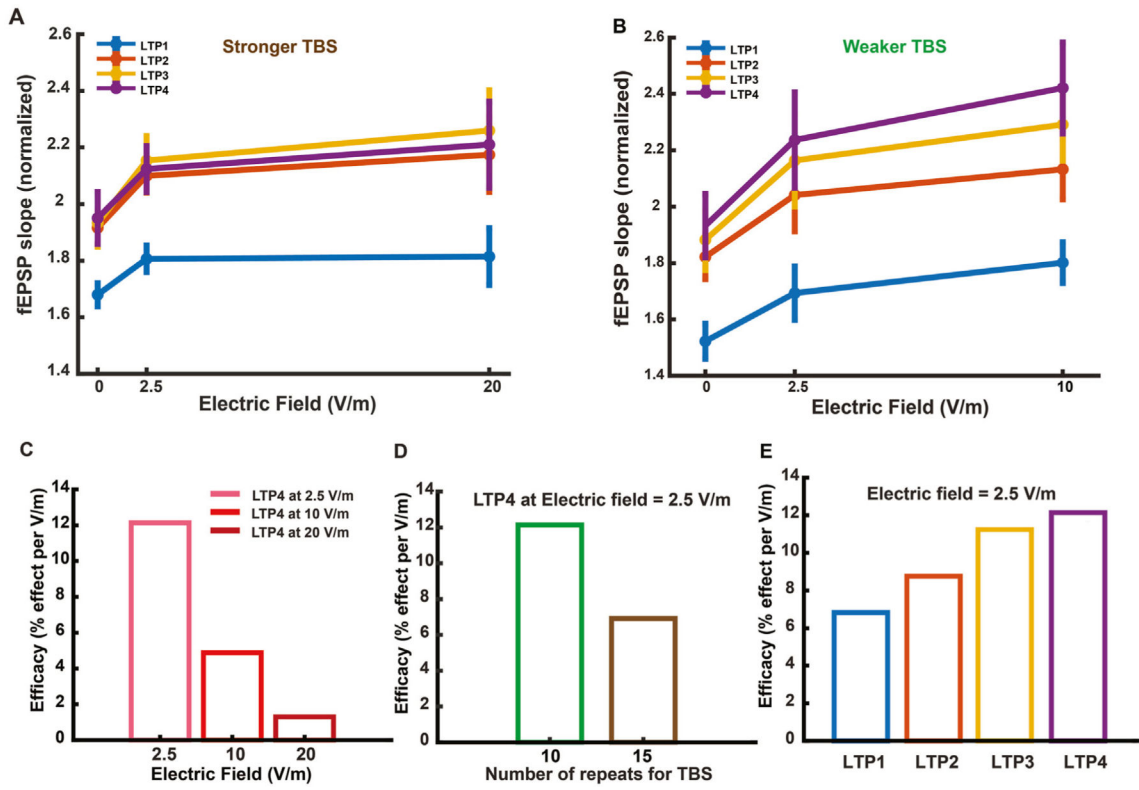 A
Stronger TBS
LTP1
LTP2
LTP3
LTP4
2.6
2.4
2.2
2
1.8
1.6
1.4
fEPSP slope (normalized)
0
2.5
20
Electric Field (V/m)
B
Weaker TBS
LTP1
LTP2
LTP3
LTP4
2.6
2.4
2.2
2
1.8
1.6
1.4
fEPSP slope (normalized)
0
2.5
10
Electric Field (V/m)
C
LTP4 at 2.5 V/m
LTP4 at 10 V/m
LTP4 at 20 V/m
14
12
10
8
6
4
2
0
Efficacy (% effect per V/m)
2.5
10
20
Electric Field (V/m)
D
LTP4 at Electric field = 2.5 V/m
14
12
10
8
6
4
2
0
Efficacy (% effect per V/m)
10
15
Number of repeats for TBS
E
Electric field = 2.5 V/m
14
12
10
8
6
4
2
0
Efficacy (% effect per V/m)
LTP1
LTP2
LTP3
LTP4